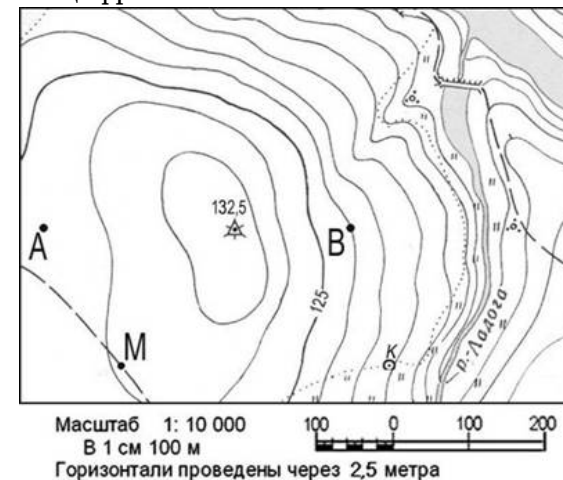 132,5
А
В
125
М
К
р. Ладога
Масштаб 1: 10 000
100 0 100 200
В 1 см 100 м
Горизонтали проведены через 2,5 метра